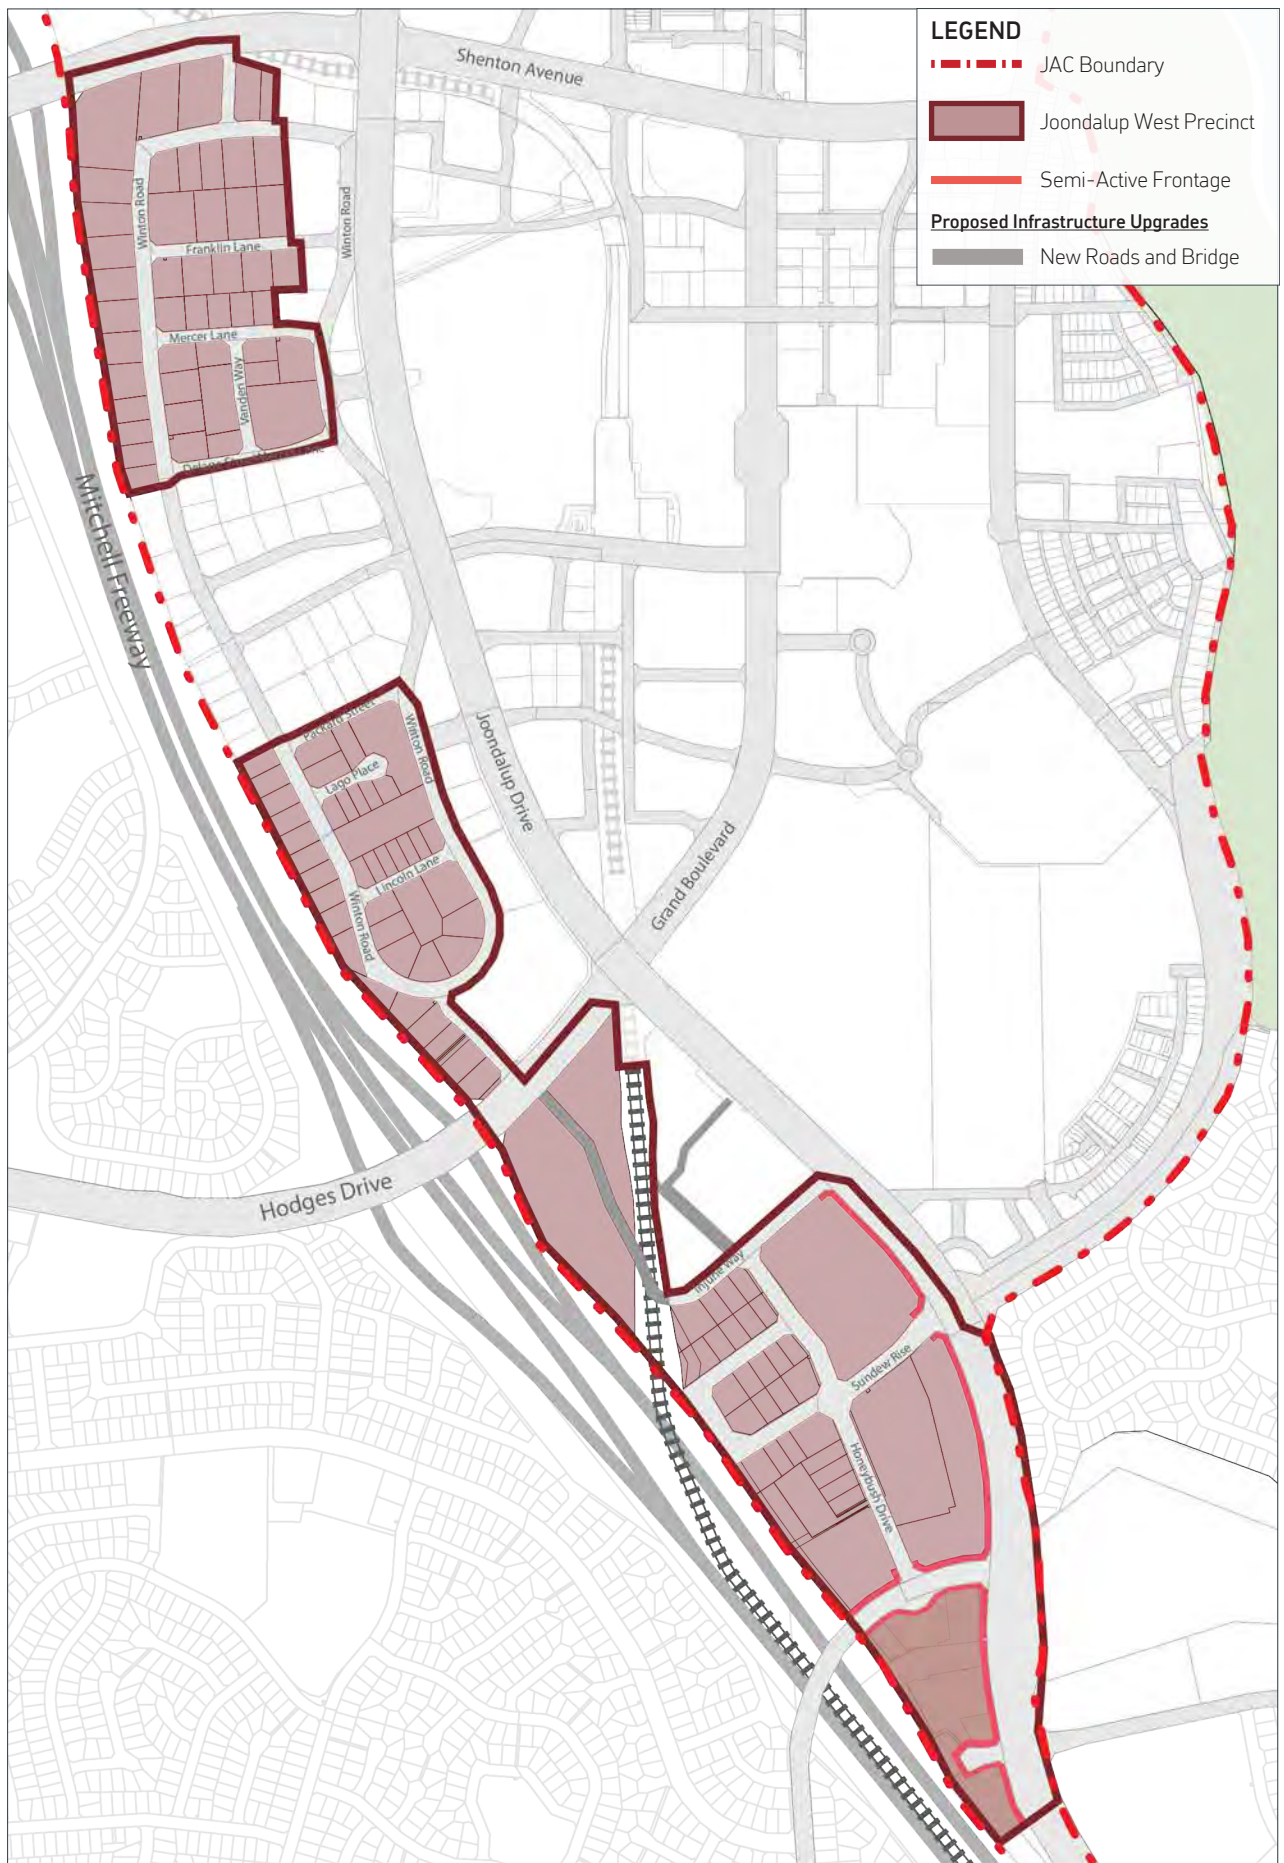 LEGEND
JAC Boundary
Joondalup West Precinct
Semi-Active Frontage
Proposed Infrastructure Upgrades
New Roads and Bridge
Shenton Avenue
Winton Road
Winton Road
Franklin Lane
Mercer Lane
Vanden Way
Mitchell Freeway
Packard Street
Winton Road
Lago Place
Joondalup Drive
Lincoln Lane
Winton Road
Grand Boulevard
Hodges Drive
Injune Way
Sundew Rise
Honeybush Drive